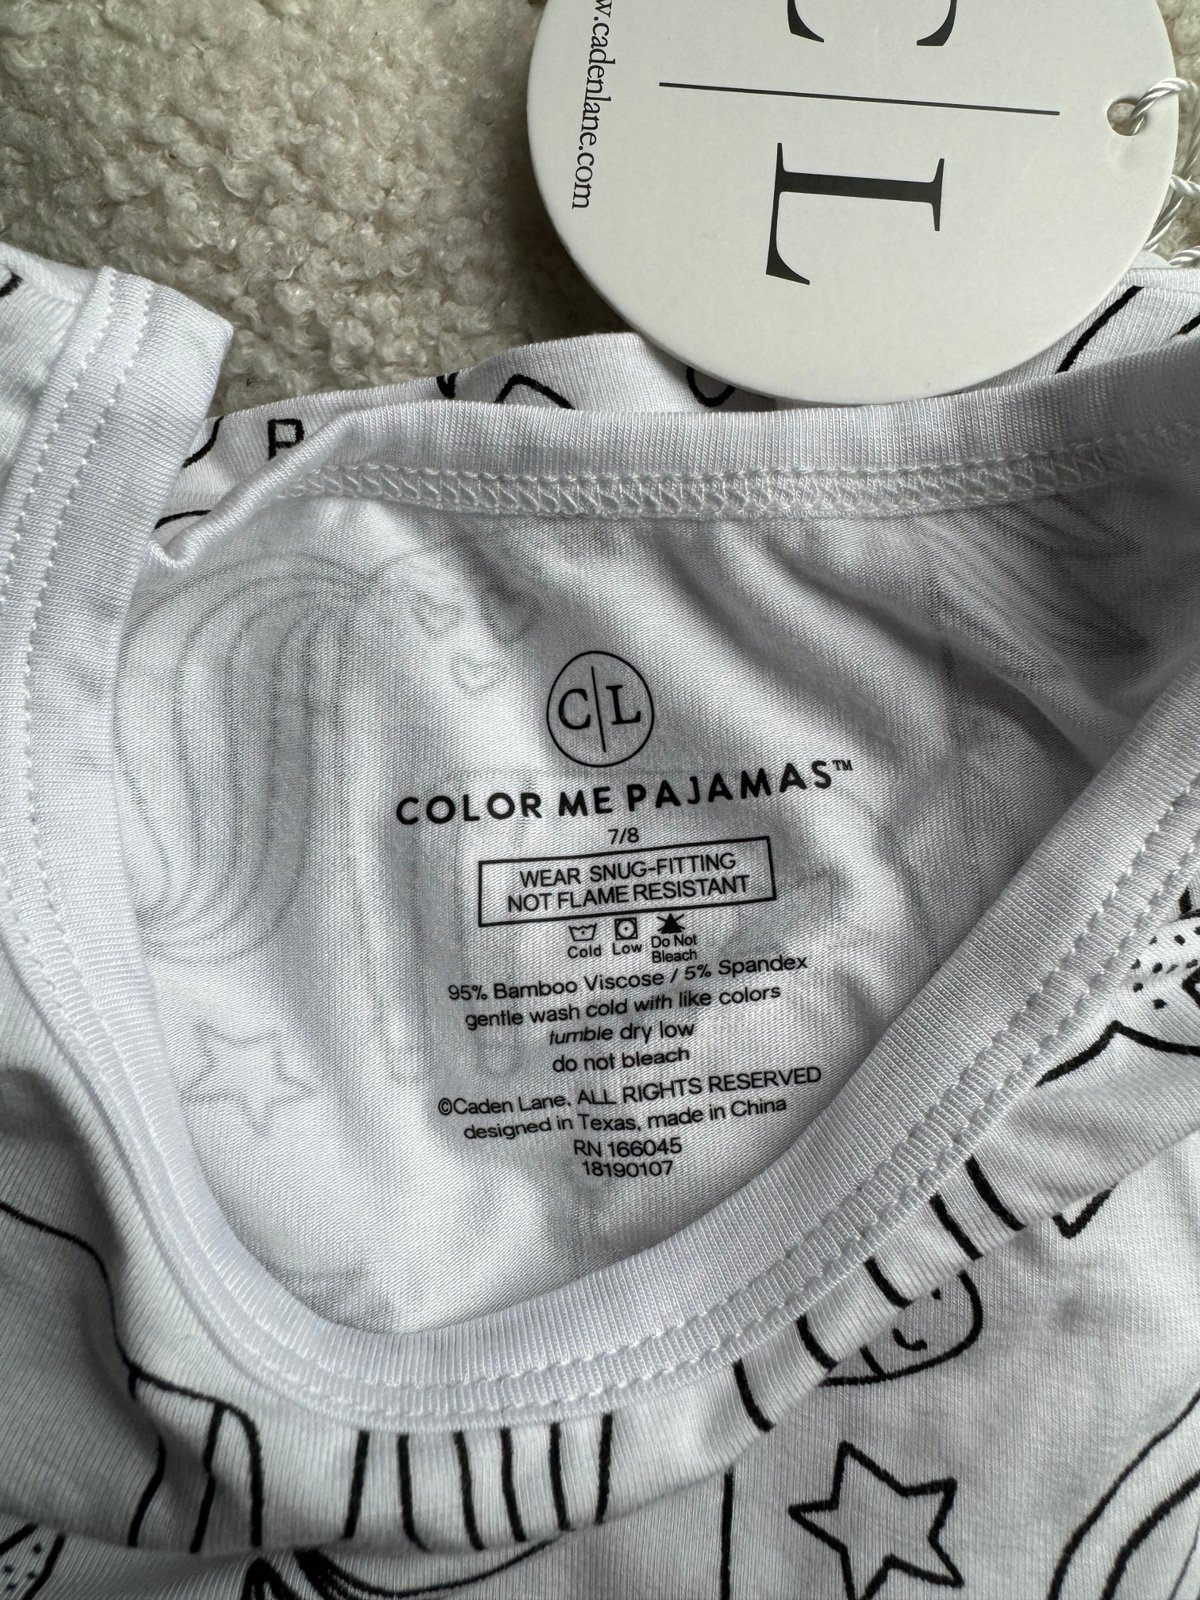 w.cadenlane.com
C L
C L
COLOR ME PAJAMAS™
7/8
WEAR SNUG-FITTING
NOT FLAME RESISTANT
Cold Low Do Not
Bleach
95% Bamboo Viscose / 5% Spandex
gentle wash cold with like colors
tumble dry low
do not bleach
©Caden Lane, ALL RIGHTS RESERVED
designed in Texas, made in China
RN 166045
18190107